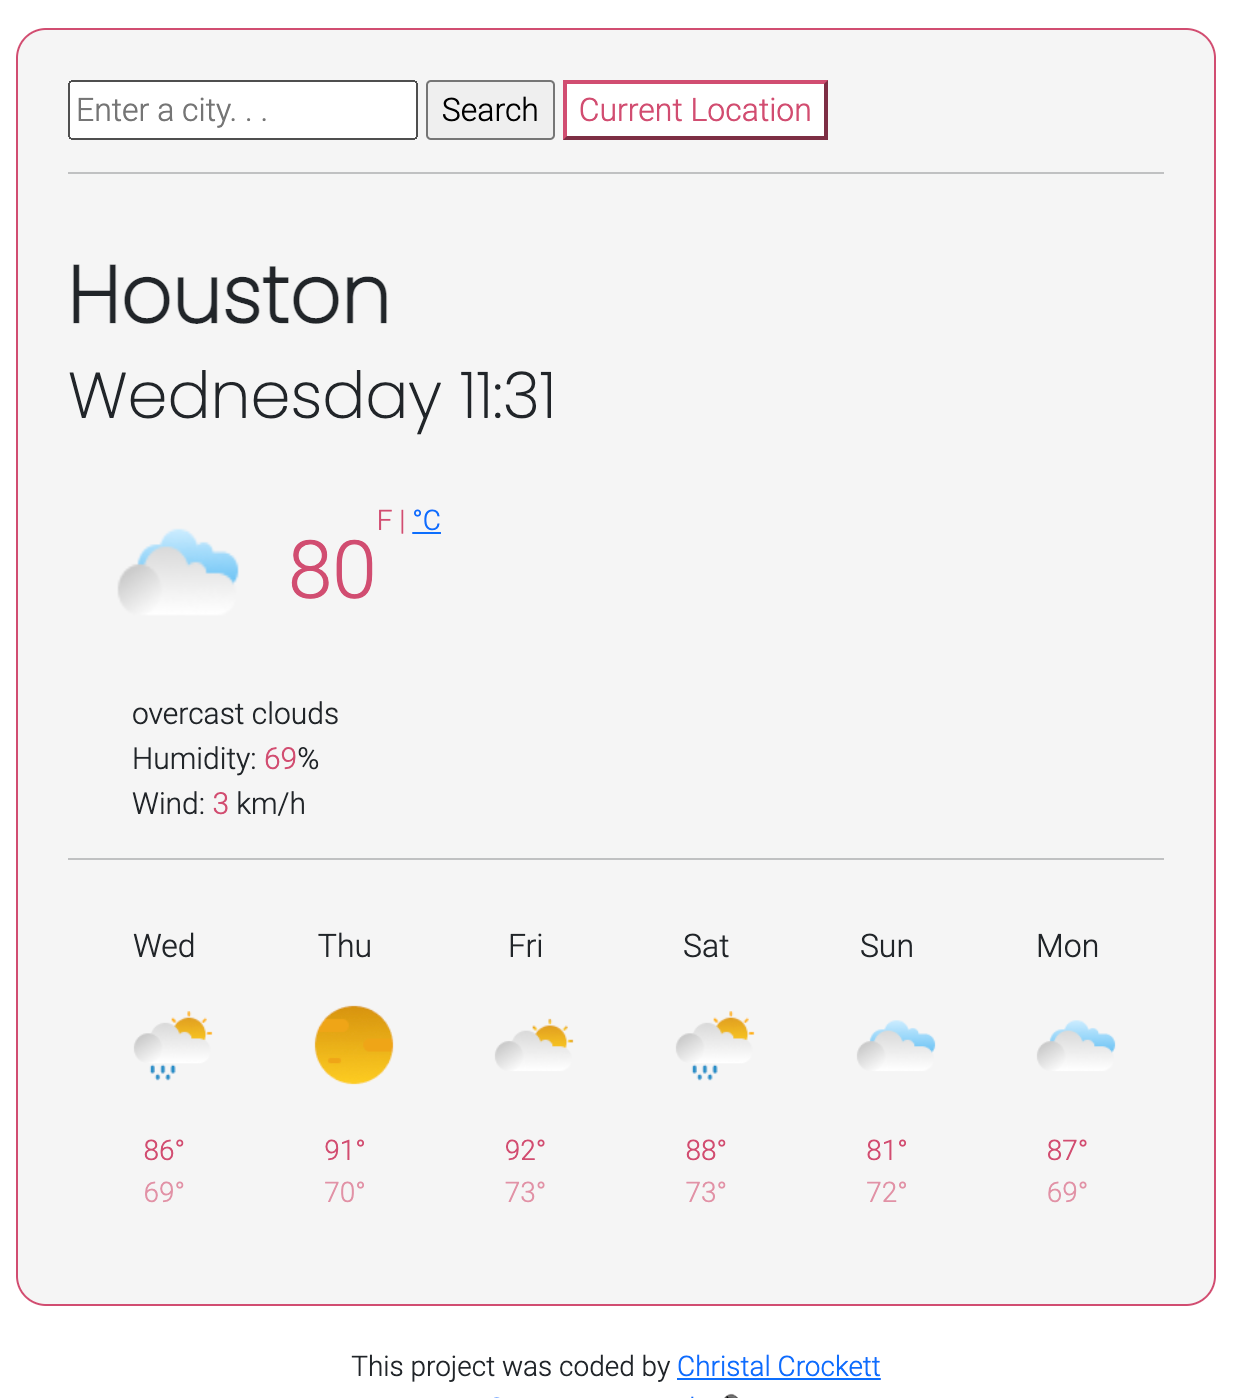 Enter a city. . . Search Current Location
Houston
Wednesday 11:31
80 F | °C
overcast clouds
Humidity: 69%
Wind: 3 km/h
Wed Thu Fri Sat Sun Mon
86° 91° 92° 88° 81° 87°
69° 70° 73° 73° 72° 69°
This project was coded by Christal Crockett